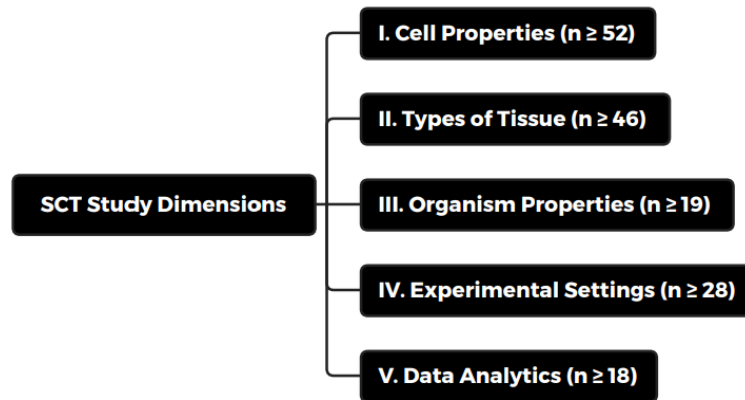 SCT Study Dimensions
I. Cell Properties (n ≥ 52)
II. Types of Tissue (n ≥ 46)
III. Organism Properties (n ≥ 19)
IV. Experimental Settings (n ≥ 28)
V. Data Analytics (n ≥ 18)